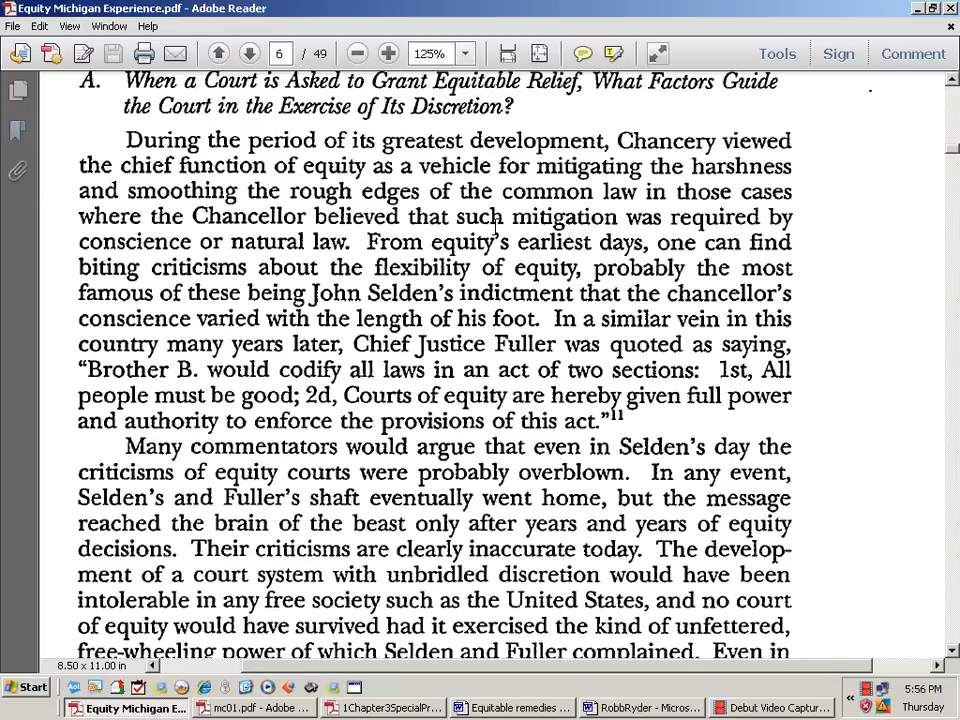 Equity Michigan Experience.pdf - Adobe Reader
File Edit View Window Help
6 / 49 125% Tools Sign Comment
A. When a Court is Asked to Grant Equitable Relief, What Factors Guide
the Court in the Exercise of Its Discretion?
During the period of its greatest development, Chancery viewed
the chief function of equity as a vehicle for mitigating the harshness
and smoothing the rough edges of the common law in those cases
where the Chancellor believed that such mitigation was required by
conscience or natural law. From equity's earliest days, one can find
biting criticisms about the flexibility of equity, probably the most
famous of these being John Selden's indictment that the chancellor's
conscience varied with the length of his foot. In a similar vein in this
country many years later, Chief Justice Fuller was quoted as saying,
"Brother B. would codify all laws in an act of two sections: 1st, All
people must be good; 2d, Courts of equity are hereby given full power
and authority to enforce the provisions of this act."11
Many commentators would argue that even in Selden's day the
criticisms of equity courts were probably overblown. In any event,
Selden's and Fuller's shaft eventually went home, but the message
reached the brain of the beast only after years and years of equity
decisions. Their criticisms are clearly inaccurate today. The develop-
ment of a court system with unbridled discretion would have been
intolerable in any free society such as the United States, and no court
of equity would have survived had it exercised the kind of unfettered,
free-wheeling power of which Selden and Fuller complained. Even in
8.50 x 11.00 in
Start 5:56 PM
Equity Michigan E... mc01.pdf - Adobe ... 1Chapter3SpecialPr... Equitable remedies ... RobbRyder - Micros... Debut Video Captur... Thursday